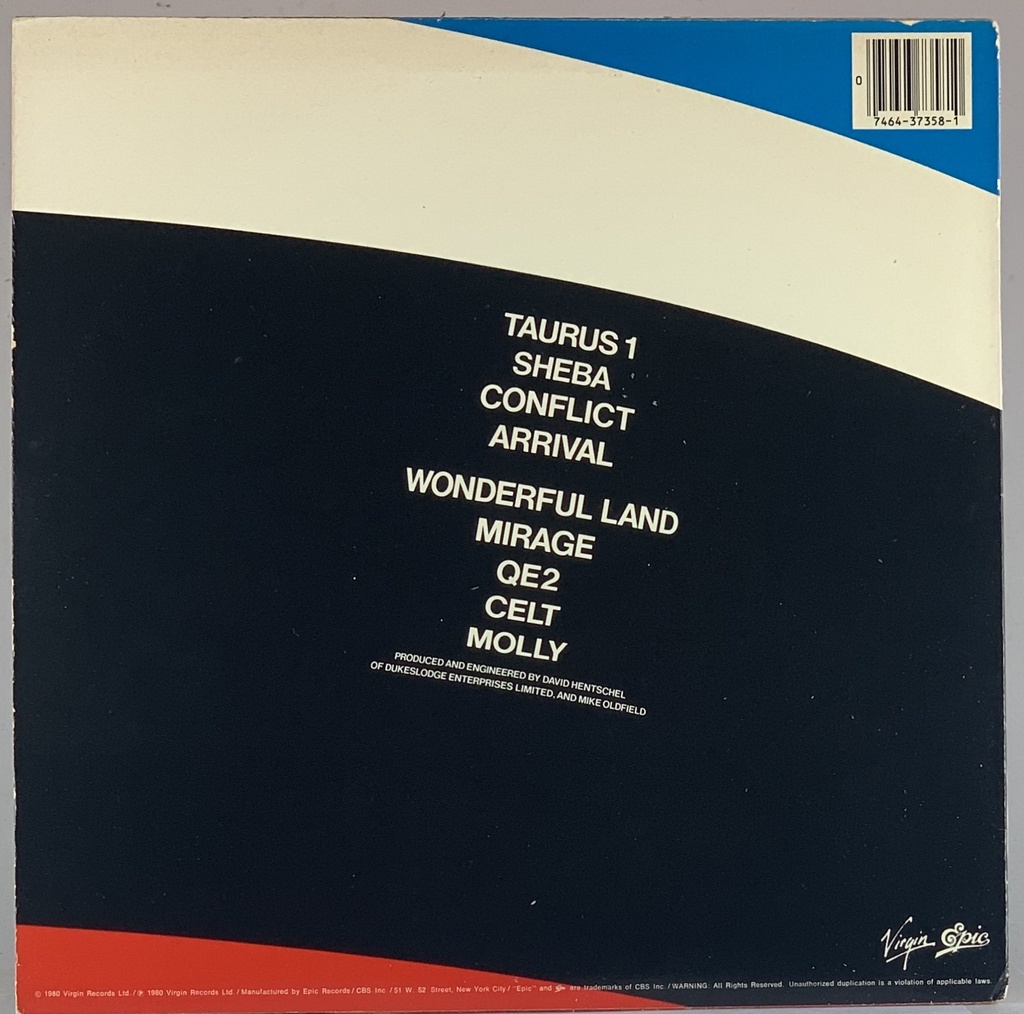 0
7464-37358-1
TAURUS 1
SHEBA
CONFLICT
ARRIVAL
WONDERFUL LAND
MIRAGE
QE2
CELT
MOLLY
PRODUCED AND ENGINEERED BY DAVID HENTSCHEL
OF DUKESLODGE ENTERPRISES LIMITED, AND MIKE OLDFIELD
Virgin Epic
© 1980 Virgin Records Ltd. / ℗ 1980 Virgin Records Ltd. / Manufactured by Epic Records / CBS Inc. / 51 W. 52 Street, New York City / "Epic" and are trademarks of CBS Inc. / WARNING: All Rights Reserved. Unauthorized duplication is a violation of applicable laws.